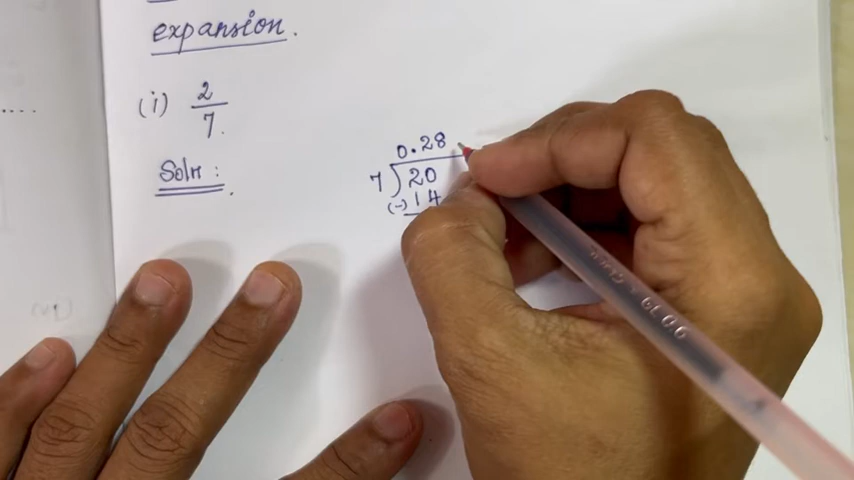 expansion.
(i) 2/7.
Soln :
0.28
7)20
(-)14